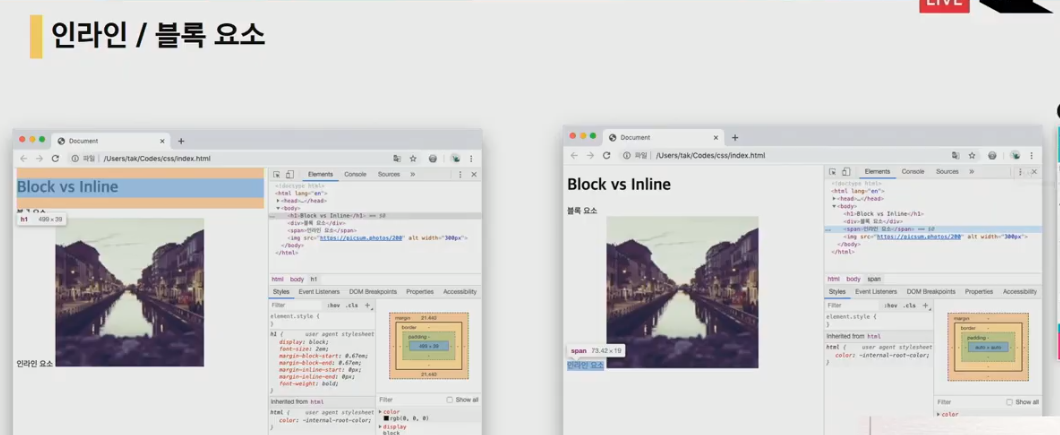 LIVE
인라인 / 블록 요소
Document
파일 /Users/tak/Codes/css/index.html
Block vs Inline
h1
인라인 요소
Elements Console Sources »
<!doctype html>
<html lang="en">
<head>…</head>
<body>
<h1>Block vs Inline</h1> == $0
<div>블록 요소</div>
<span>인라인 요소</span>
<img src="https://picsum.photos/200" alt width="300px">
</body>
</html>
html body h1
Styles Event Listeners DOM Breakpoints Properties Accessibility
Filter :hov .cls +
element.style {
}
h1 { user agent stylesheet
display: block;
font-size: 2em;
margin-block-start: 0.67em;
margin-block-end: 0.67em;
margin-inline-start: 0px;
margin-inline-end: 0px;
font-weight: bold;
}
Inherited from html
html { user agent stylesheet
color: -internal-root-color;
}
margin 21.440
border -
padding -
21.440
Filter Show all
color
rgb(0, 0, 0)
display
block
Document
파일 /Users/tak/Codes/css/index.html
Block vs Inline
블록 요소
span 73.42 × 19
인라인 요소
Elements Console Sources »
<!doctype html>
<html lang="en">
<head>…</head>
<body>
<h1>Block vs Inline</h1>
<div>블록 요소</div>
<span>인라인 요소</span> == $0
<img src="https://picsum.photos/200" alt width="300px">
</body>
</html>
html body span
Styles Event Listeners DOM Breakpoints Properties Accessibility
Filter :hov .cls +
element.style {
}
Inherited from html
html { user agent stylesheet
color: -internal-root-color;
}
margin -
border -
padding -
auto × auto
Filter Show all
color